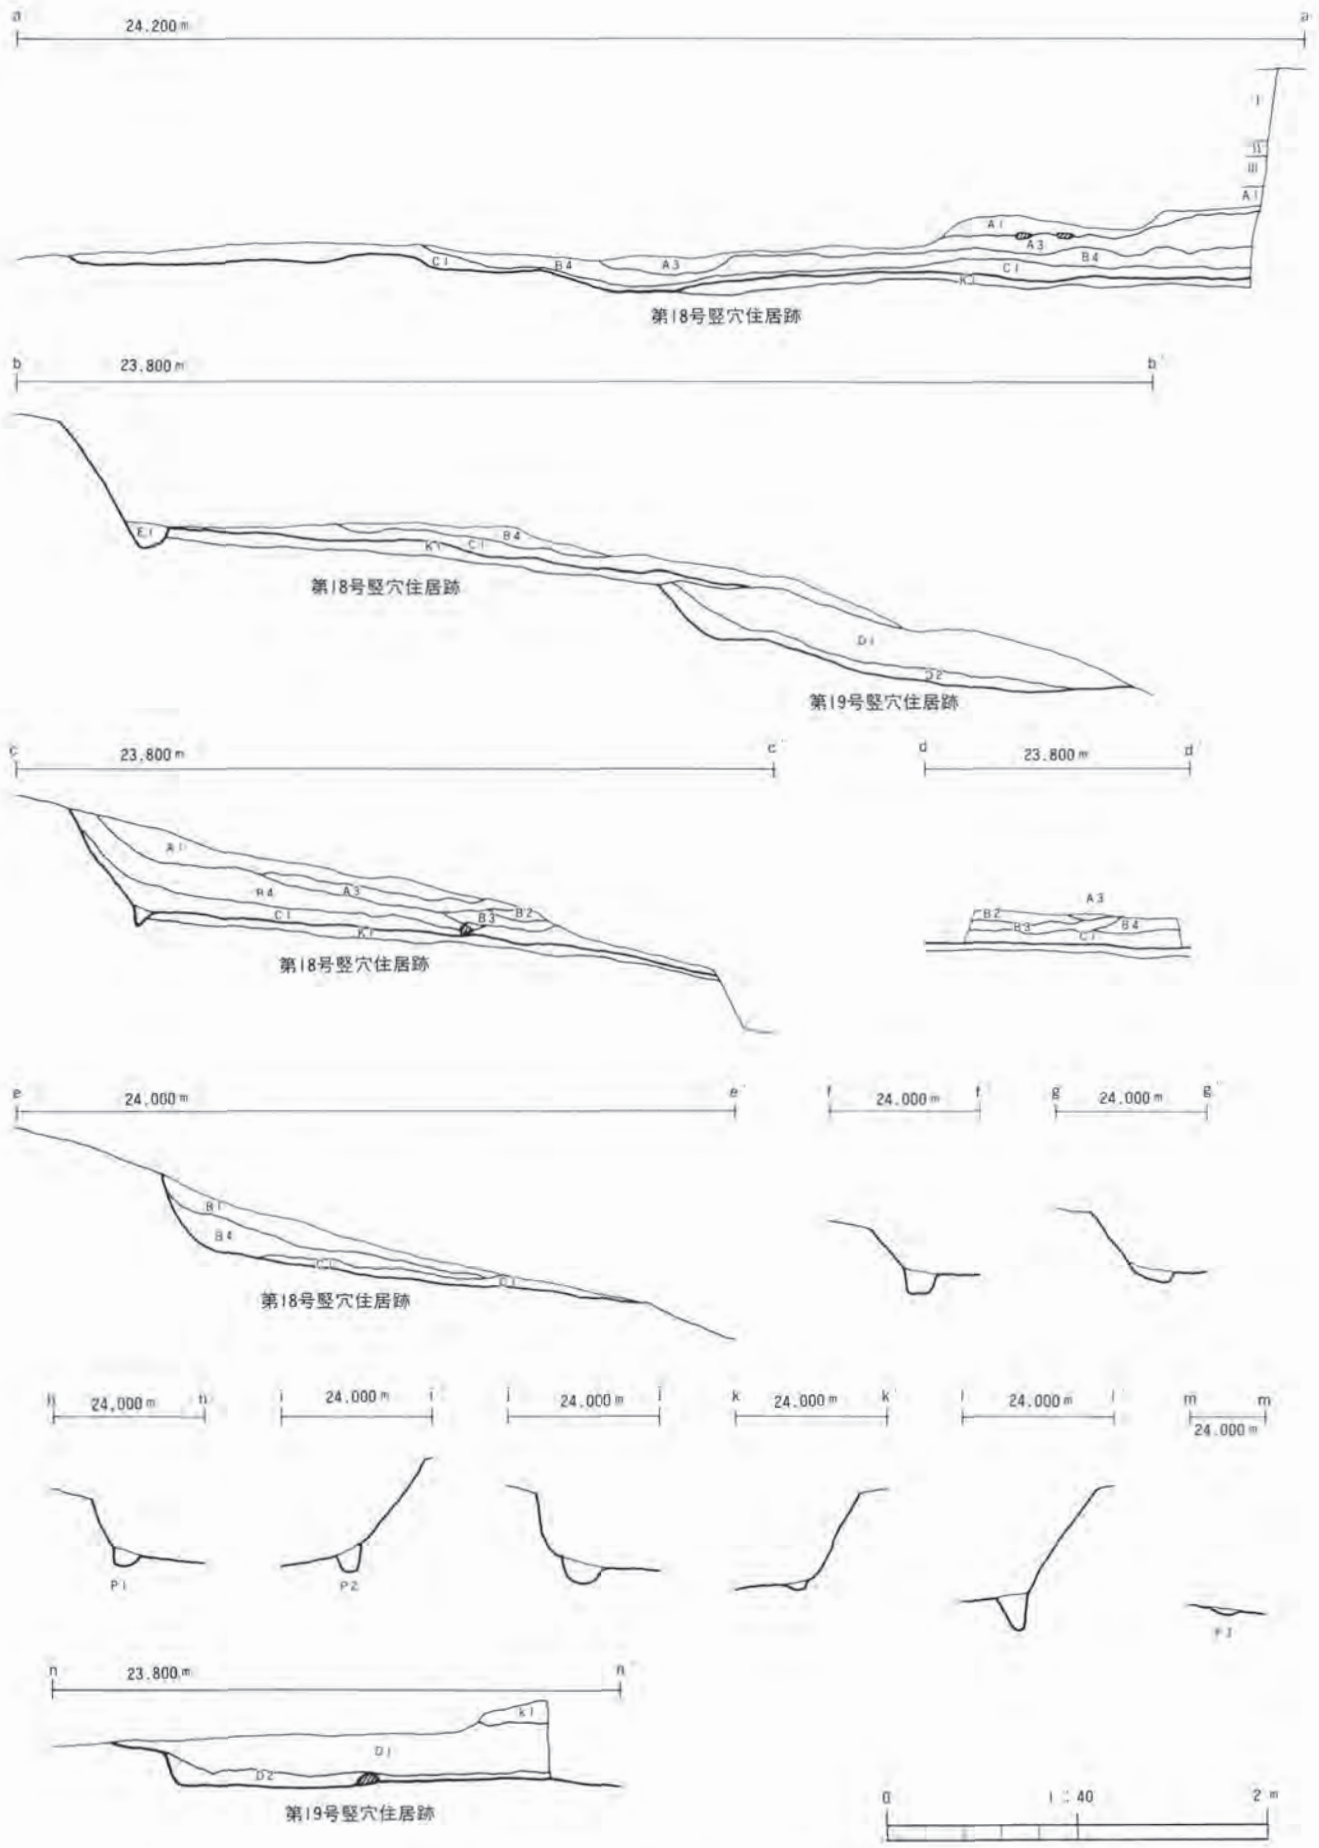 a 24.200m a
I
II
III
A1
A1
A3
C1 B4 A3 B4
C1
K1
第18号竪穴住居跡
b 23.800m b'
E1
B4
K1 C1
第18号竪穴住居跡
D1
D2
第19号竪穴住居跡
c 23.800m c'
A1
B4 A3
B3 B2
C1
K1
第18号竪穴住居跡
d 23.800m d'
A3
B2
B3 B4
C1
e 24.000m e'
B1
B4
C1 D1
第18号竪穴住居跡
f 24.000m f'
g 24.000m g'
h 24.000m h'
i 24.000m i'
j 24.000m j
k 24.000m k'
l 24.000m l'
m m
24.000m
P1
P2
P3
n 23.800m n'
k1
D1
D2
第19号竪穴住居跡
0 1:40 2m